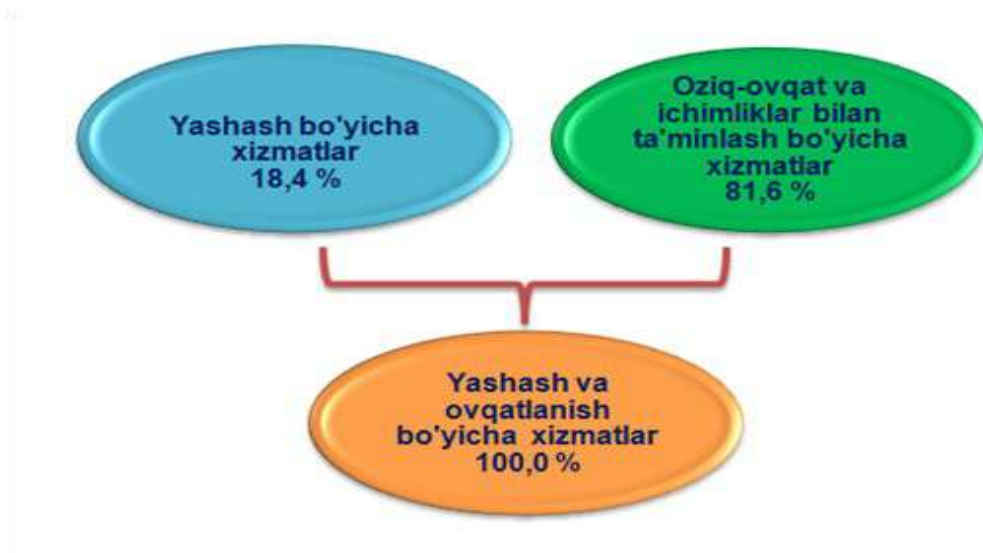 Yashash bo'yicha
xizmatlar
18,4 %
Oziq-ovqat va
ichimliklar bilan
ta'minlash bo'yicha
xizmatlar
81,6 %
Yashash va
ovqatlanish
bo'yicha xizmatlar
100,0 %